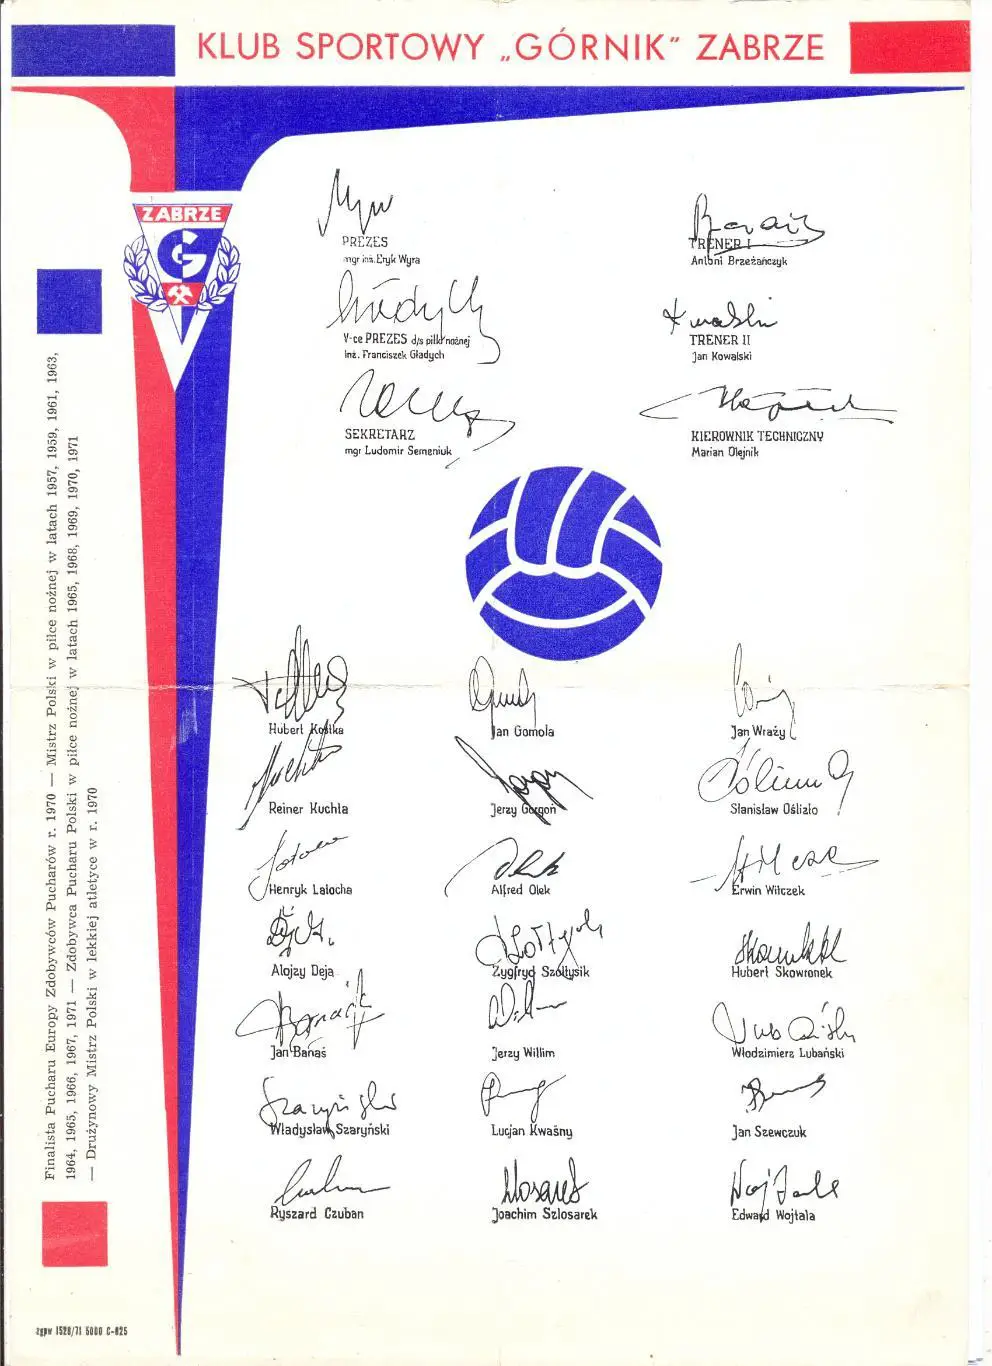 KLUB SPORTOWY „GÓRNIK” ZABRZE
ZABRZE
G
PREZES
mgr inż. Eryk Wyra
TRENER I
Antoni Brzeżańczyk
V-ce PREZES d/s piłki nożnej
inż. Franciszek Gładych
TRENER II
Jan Kowalski
SEKRETARZ
mgr Ludomir Semeniuk
KIEROWNIK TECHNICZNY
Marian Olejnik
Hubert Kostka
Jan Gomola
Jan Wraży
Reiner Kuchta
Jerzy Gorgoń
Stanisław Oślizło
Henryk Latocha
Alfred Olek
Erwin Wilczek
Alojzy Deja
Zygfryd Szołtysik
Hubert Skowronek
Jan Banaś
Jerzy Willim
Włodzimierz Lubański
Władysław Szaryński
Lucjan Kwaśny
Jan Szewczuk
Ryszard Czuban
Joachim Szlosarek
Edward Wojtala
Finalista Pucharu Europy Zdobywców Pucharów r. 1970 — Mistrz Polski w piłce nożnej w latach 1957, 1959, 1961, 1963,
1964, 1965, 1966, 1967, 1971 — Zdobywca Pucharu Polski w piłce nożnej w latach 1965, 1968, 1969, 1970, 1971
— Drużynowy Mistrz Polski w lekkiej atletyce w r. 1970
zgpw 1528/71 5000 C-825